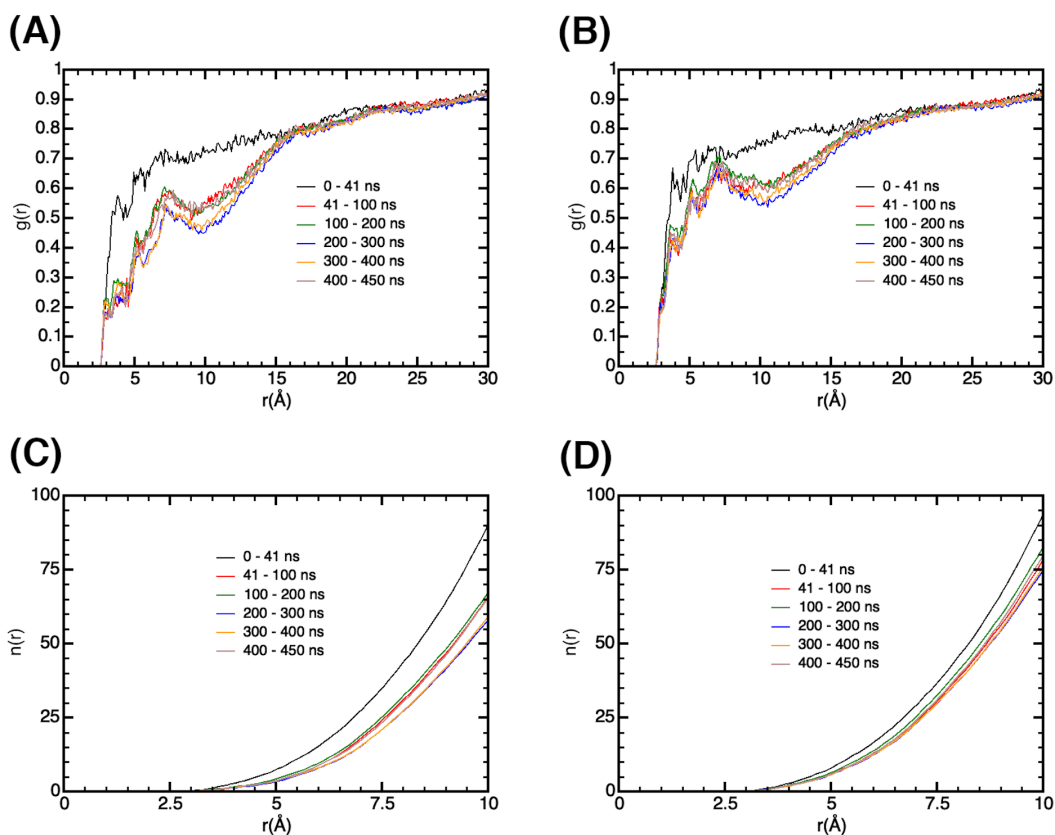 (A)
1
0.9
0.8
0.7
0.6
0.5
0.4
0.3
0.2
0.1
0
g(r)
0 5 10 15 20 25 30
r(Å)
0 - 41 ns
41 - 100 ns
100 - 200 ns
200 - 300 ns
300 - 400 ns
400 - 450 ns
(B)
1
0.9
0.8
0.7
0.6
0.5
0.4
0.3
0.2
0.1
0
g(r)
0 5 10 15 20 25 30
r(Å)
0 - 41 ns
41 - 100 ns
100 - 200 ns
200 - 300 ns
300 - 400 ns
400 - 450 ns
(C)
100
75
50
25
0
n(r)
0 2.5 5 7.5 10
r(Å)
0 - 41 ns
41 - 100 ns
100 - 200 ns
200 - 300 ns
300 - 400 ns
400 - 450 ns
(D)
100
75
50
25
0
n(r)
0 2.5 5 7.5 10
r(Å)
0 - 41 ns
41 - 100 ns
100 - 200 ns
200 - 300 ns
300 - 400 ns
400 - 450 ns